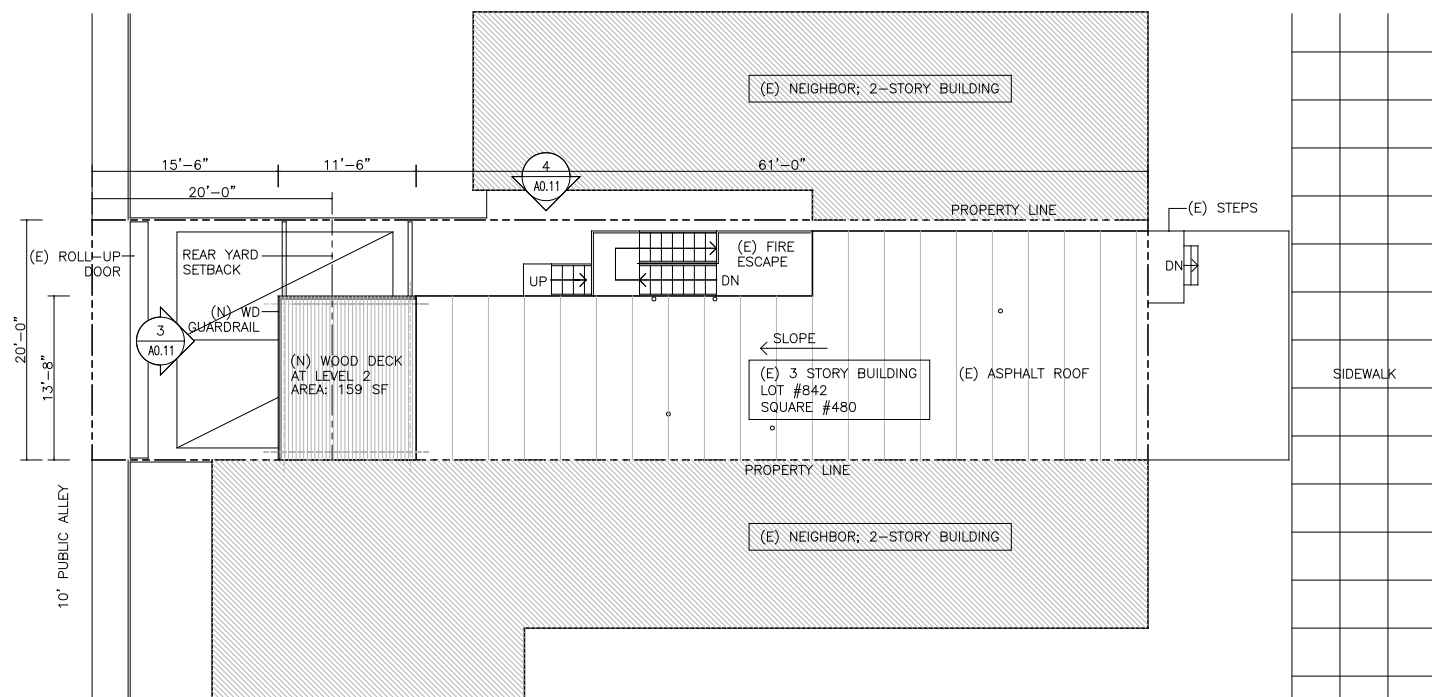 (E) NEIGHBOR; 2-STORY BUILDING
15'-6"
11'-6"
61'-0"
4
A0.11
20'-0"
PROPERTY LINE
(E) STEPS
(E) ROLL-UP
DOOR
REAR YARD
SETBACK
(E) FIRE
ESCAPE
UP
DN
DN
(N) WD
GUARDRAIL
3
A0.11
20'-0"
13'-8"
(N) WOOD DECK
AT LEVEL 2
AREA: 159 SF
SLOPE
(E) 3 STORY BUILDING
LOT #842
SQUARE #480
(E) ASPHALT ROOF
SIDEWALK
PROPERTY LINE
10' PUBLIC ALLEY
(E) NEIGHBOR; 2-STORY BUILDING